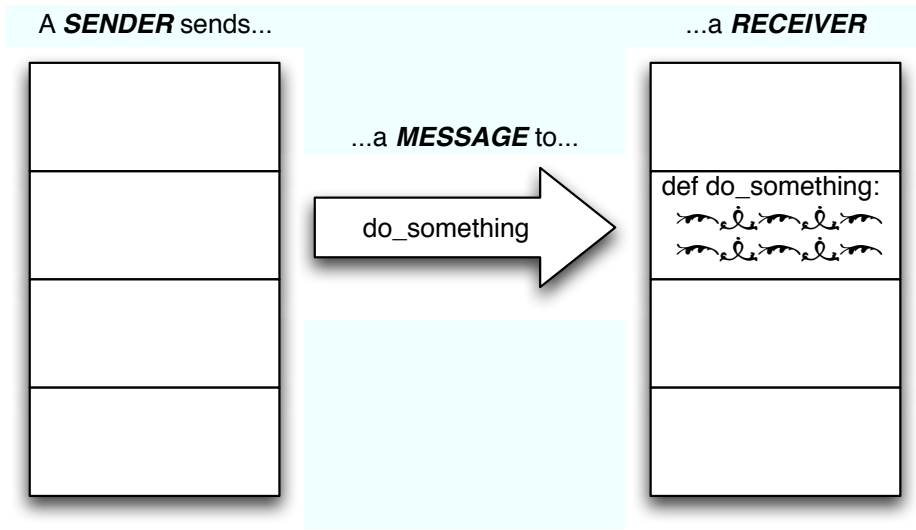 A SENDER sends...
...a MESSAGE to...
...a RECEIVER
do_something
def do_something: